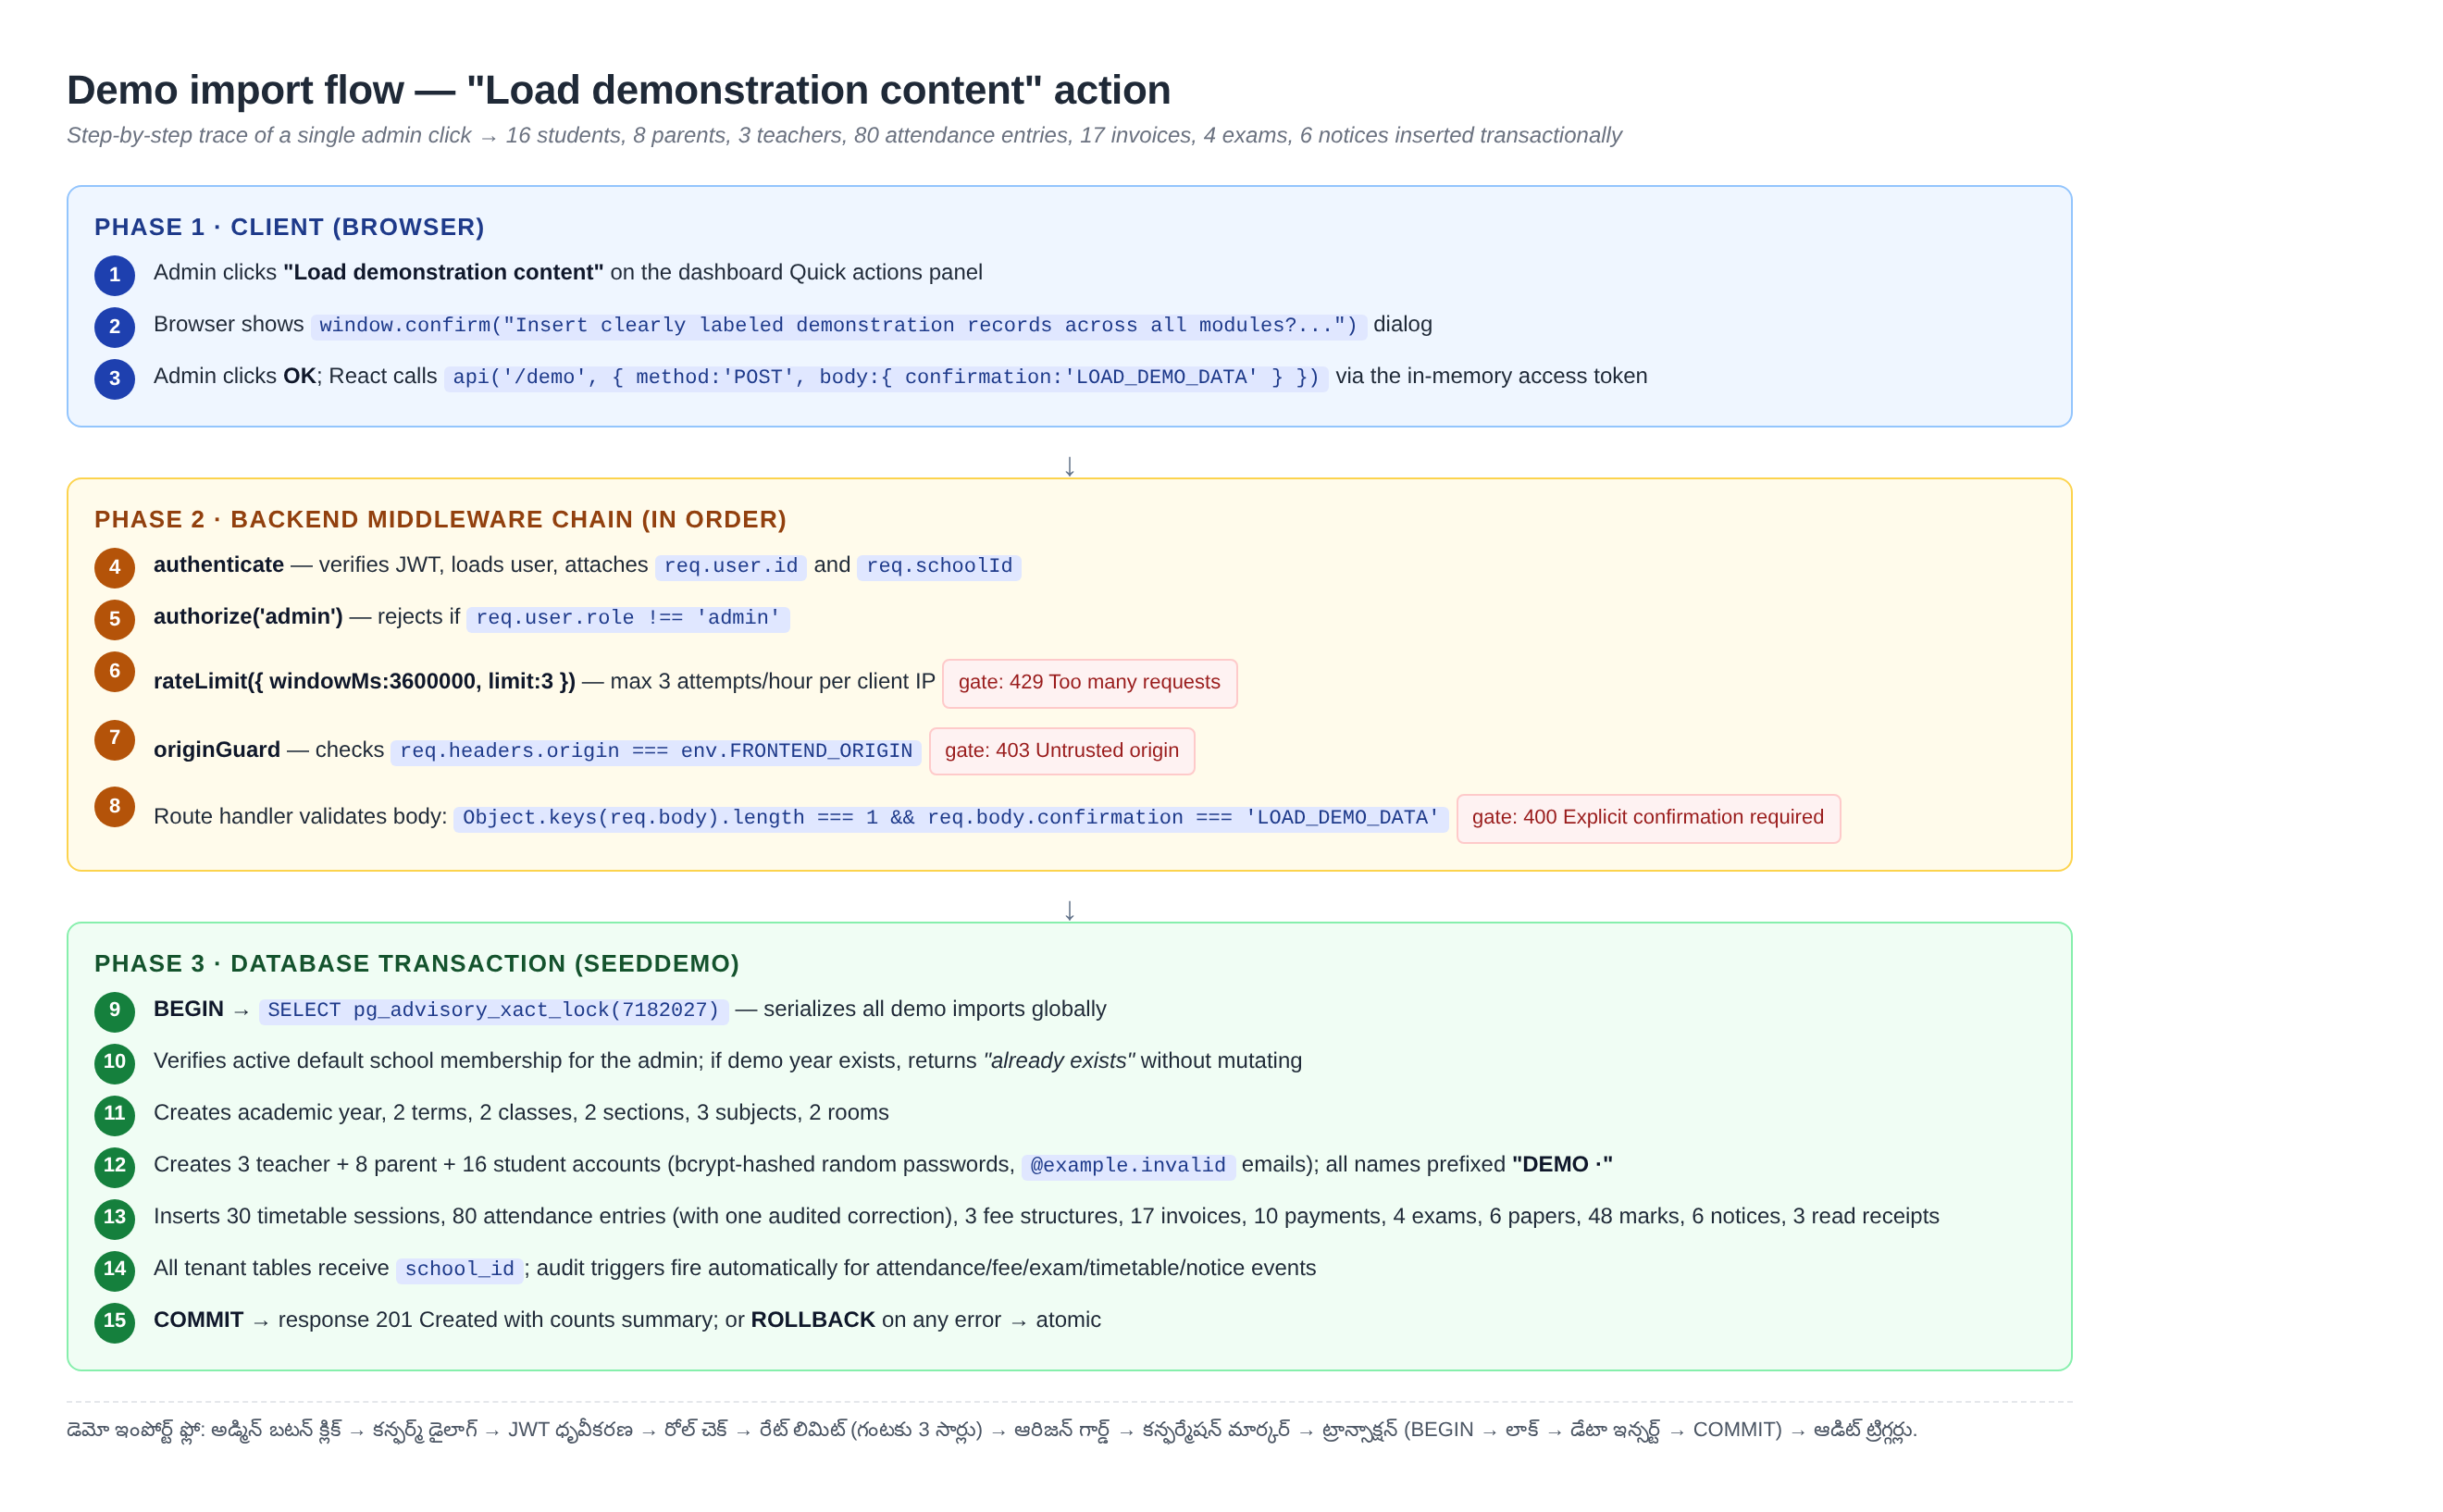 Demo import flow — "Load demonstration content" action
Step-by-step trace of a single admin click → 16 students, 8 parents, 3 teachers, 80 attendance entries, 17 invoices, 4 exams, 6 notices inserted transactionally
PHASE 1 · CLIENT (BROWSER)
1 Admin clicks "Load demonstration content" on the dashboard Quick actions panel
2 Browser shows window.confirm("Insert clearly labeled demonstration records across all modules?...") dialog
3 Admin clicks OK; React calls api('/demo', { method:'POST', body:{ confirmation:'LOAD_DEMO_DATA' } }) via the in-memory access token
↓
PHASE 2 · BACKEND MIDDLEWARE CHAIN (IN ORDER)
4 authenticate — verifies JWT, loads user, attaches req.user.id and req.schoolId
5 authorize('admin') — rejects if req.user.role !== 'admin'
6 rateLimit({ windowMs:3600000, limit:3 }) — max 3 attempts/hour per client IP gate: 429 Too many requests
7 originGuard — checks req.headers.origin === env.FRONTEND_ORIGIN gate: 403 Untrusted origin
8 Route handler validates body: Object.keys(req.body).length === 1 && req.body.confirmation === 'LOAD_DEMO_DATA' gate: 400 Explicit confirmation required
↓
PHASE 3 · DATABASE TRANSACTION (SEEDDEMO)
9 BEGIN → SELECT pg_advisory_xact_lock(7182027) — serializes all demo imports globally
10 Verifies active default school membership for the admin; if demo year exists, returns "already exists" without mutating
11 Creates academic year, 2 terms, 2 classes, 2 sections, 3 subjects, 2 rooms
12 Creates 3 teacher + 8 parent + 16 student accounts (bcrypt-hashed random passwords, @example.invalid emails); all names prefixed "DEMO ·"
13 Inserts 30 timetable sessions, 80 attendance entries (with one audited correction), 3 fee structures, 17 invoices, 10 payments, 4 exams, 6 papers, 48 marks, 6 notices, 3 read receipts
14 All tenant tables receive school_id; audit triggers fire automatically for attendance/fee/exam/timetable/notice events
15 COMMIT → response 201 Created with counts summary; or ROLLBACK on any error → atomic
డెమో ఇంపోర్ట్ ఫ్లో: అడ్మిన్ బటన్ క్లిక్ → కన్ఫర్మ్ డైలాగ్ → JWT ధృవీకరణ → రోల్ చెక్ → రేట్ లిమిట్ (గంటకు 3 సార్లు) → ఆరిజన్ గార్డ్ → కన్ఫర్మేషన్ మార్కర్ → ట్రాన్సాక్షన్ (BEGIN → లాక్ → డేటా ఇన్సర్ట్ → COMMIT) → ఆడిట్ ట్రిగ్గర్లు.